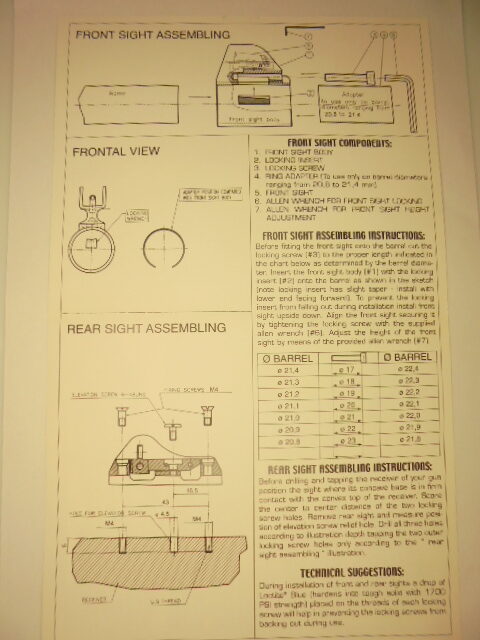 FRONT SIGHT ASSEMBLING
Barrel
Front sight body
Adapter
To use only on barrel
diameters ranging from
20,8 to 21,4
FRONTAL VIEW
LOCKING
ADAPTER POSITION COMBINED
WITH FRONT SIGHT BODY
FRONT SIGHT COMPONENTS:
1. FRONT SIGHT BODY
2. LOCKING INSERT
3. LOCKING SCREW
4. RING ADAPTER (To use only on barrel diameters
ranging from 20,8 to 21,4 mm)
5. FRONT SIGHT
6. ALLEN WRENCH FOR FRONT SIGHT LOCKING
7. ALLEN WRENCH FOR FRONT SIGHT HEIGHT
ADJUSTMENT
FRONT SIGHT ASSEMBLING INSTRUCTIONS:
Before fitting the front sight onto the barrel cut the
locking screw (#3) to the proper length indicated in
the chart below as determined by the barrel diame-
ter. Insert the front sight body (#1) with the locking
insert (#2) onto the barrel as shown in the sketch
(note locking insert has slight taper - install with
lower end facing forward). To prevent the locking
insert from falling out during installation install front
sight upside down. Align the front sight securing it
by tightening the locking screw with the supplied
allen wrench (#6). Adjust the height of the front
sight by means of the provided allen wrench (#7).
Ø BARREL Ø BARREL
ø 21,4 ø 17 ø 22,4
ø 21,3 ø 18 ø 22,3
ø 21,2 ø 19 ø 22,2
ø 21,1 ø 20 ø 22,1
ø 21,0 ø 21 ø 22,0
ø 20,9 ø 22 ø 21,9
ø 20,8 ø 23 ø 21,8
REAR SIGHT ASSEMBLING
ELEVATION SCREW
FIXING SCREWS M4
16,5
43
HOLE FOR ELEVATION SCREW
ø 4,5
M4
M4
RECEIVER
THREAD
REAR SIGHT ASSEMBLING INSTRUCTIONS:
Before drilling and tapping the receiver of your gun
position the sight where its concave base is in firm
contact with the convex top of the receiver. Score
the center to center distance of the two locking
screw holes. Remove rear sight and measure posi-
tion of elevation screw relief hole. Drill all three holes
according to illustration depth tapping the two outer
locking screw holes only according to the " rear
sight assembling " illustration.
TECHNICAL SUGGESTIONS:
During installation of front and rear sights a drop of
Loctite® Blue (hardens into tough solid with 1700
PSI strength) placed on the threads of each locking
screw will help in preventing the locking screws from
backing out during use.